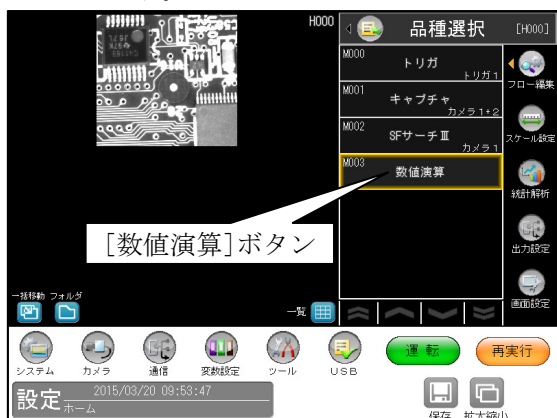 H000
品種選択
[H000]
M000
トリガ
トリガ1
M001
キャプチャ
カメラ1+2
M002
SFサーチⅢ
カメラ1
M003
数値演算
フロー編集
スケール設定
統計解析
出力設定
画面設定
[数値演算]ボタン
一括移動 フォルダ
一覧
システム
カメラ
通信
変数設定
ツール
USB
運 転
再実行
設定
2015/03/20 09:53:47
ホーム
保存
拡大縮小